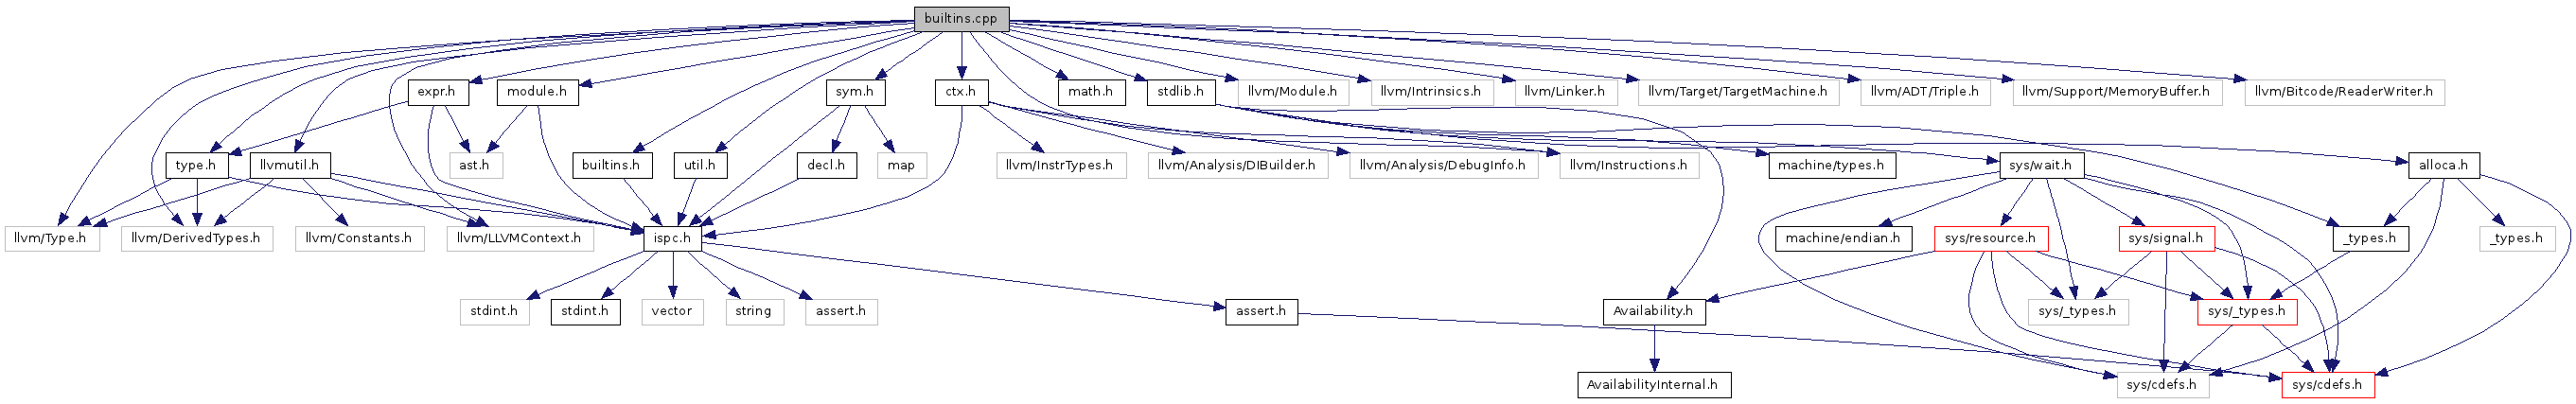 builtins.cpp
expr.h
module.h
sym.h
ctx.h
math.h
stdlib.h
llvm/Module.h
llvm/Intrinsics.h
llvm/Linker.h
llvm/Target/TargetMachine.h
llvm/ADT/Triple.h
llvm/Support/MemoryBuffer.h
llvm/Bitcode/ReaderWriter.h
type.h
llvmutil.h
ast.h
builtins.h
util.h
decl.h
map
llvm/InstrTypes.h
llvm/Analysis/DIBuilder.h
llvm/Analysis/DebugInfo.h
llvm/Instructions.h
machine/types.h
sys/wait.h
alloca.h
llvm/Type.h
llvm/DerivedTypes.h
llvm/Constants.h
llvm/LLVMContext.h
ispc.h
machine/endian.h
sys/resource.h
sys/signal.h
_types.h
_types.h
stdint.h
stdint.h
vector
string
assert.h
assert.h
Availability.h
sys/_types.h
sys/_types.h
AvailabilityInternal.h
sys/cdefs.h
sys/cdefs.h